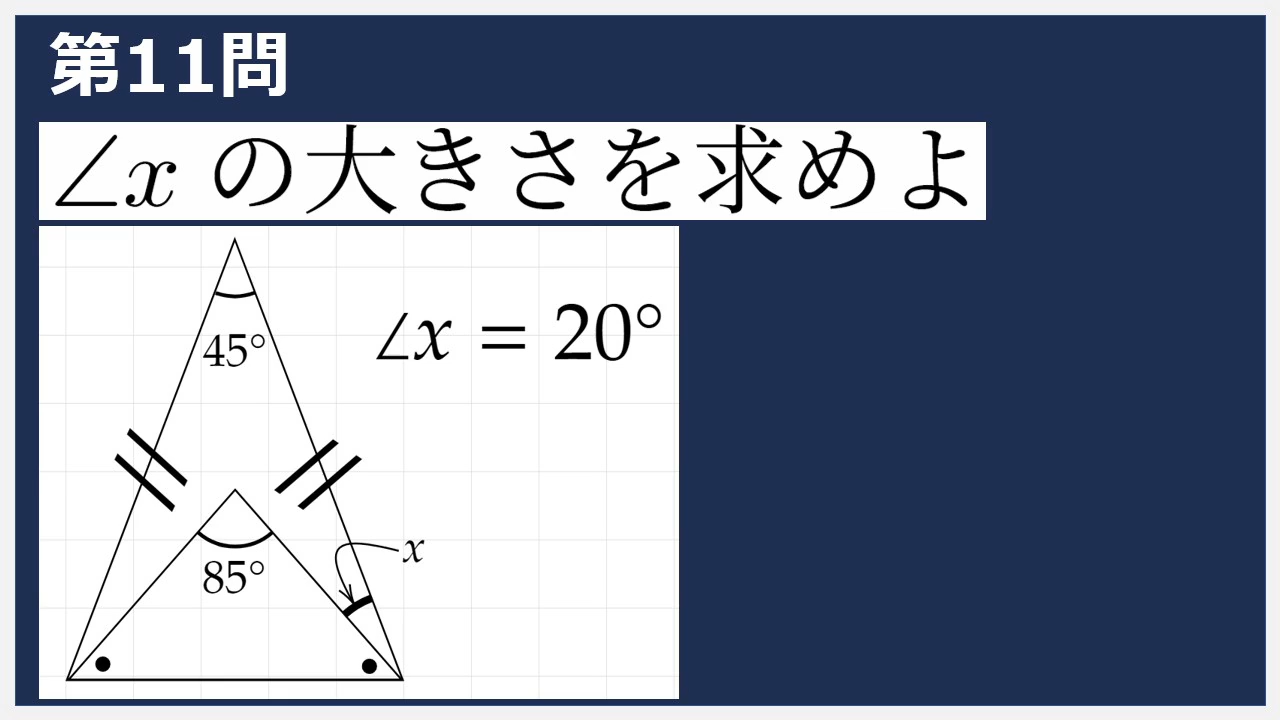 第11問
∠x の大きさを求めよ
45°
∠x = 20°
x
85°